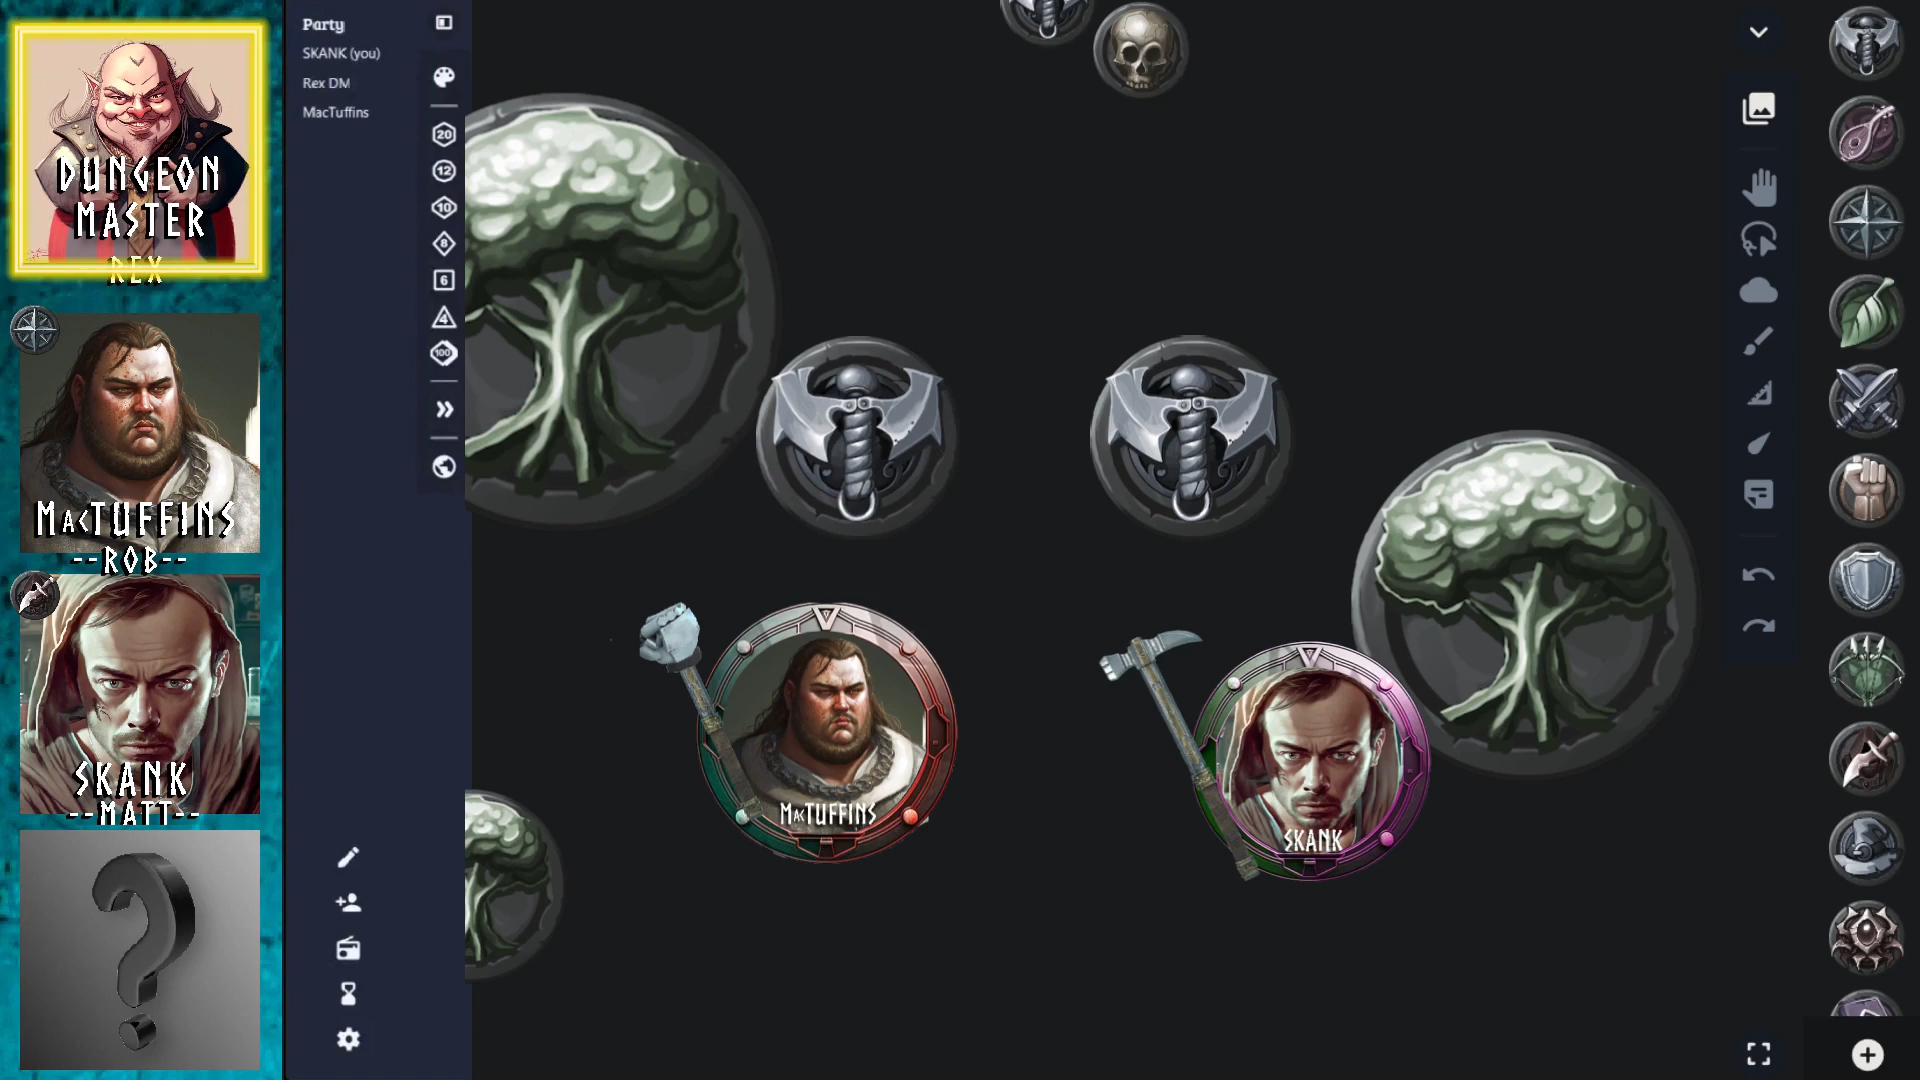 DUNGEON
MASTER
REX
MacTUFFINS
--ROB--
SKANK
--MATT--
Party
SKANK (you)
Rex DM
MacTuffins
20
12
10
8
6
4
100
MacTUFFINS
SKANK